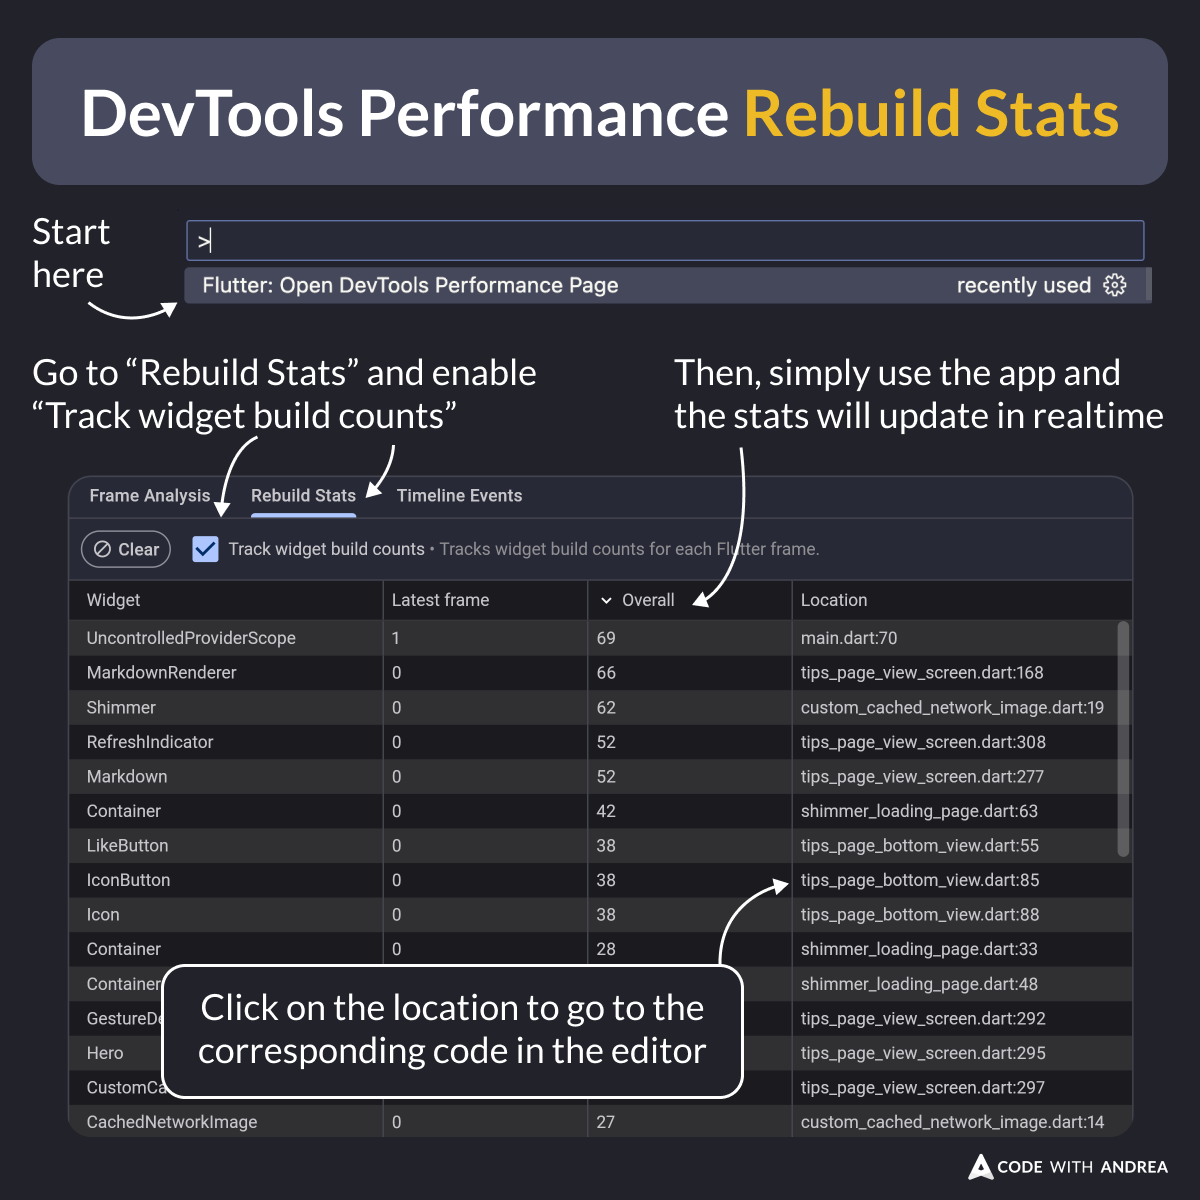 DevTools Performance Rebuild Stats
Start
here
>
Flutter: Open DevTools Performance Page recently used
Go to “Rebuild Stats” and enable
“Track widget build counts”
Then, simply use the app and
the stats will update in realtime
Frame Analysis Rebuild Stats Timeline Events
Clear Track widget build counts • Tracks widget build counts for each Flutter frame.
Widget Latest frame Overall Location
UncontrolledProviderScope 1 69 main.dart:70
MarkdownRenderer 0 66 tips_page_view_screen.dart:168
Shimmer 0 62 custom_cached_network_image.dart:19
RefreshIndicator 0 52 tips_page_view_screen.dart:308
Markdown 0 52 tips_page_view_screen.dart:277
Container 0 42 shimmer_loading_page.dart:63
LikeButton 0 38 tips_page_bottom_view.dart:55
IconButton 0 38 tips_page_bottom_view.dart:85
Icon 0 38 tips_page_bottom_view.dart:88
Container 0 28 shimmer_loading_page.dart:33
Container shimmer_loading_page.dart:48
GestureDe tips_page_view_screen.dart:292
Hero tips_page_view_screen.dart:295
CustomCa tips_page_view_screen.dart:297
CachedNetworkImage 0 27 custom_cached_network_image.dart:14
Click on the location to go to the
corresponding code in the editor
CODE WITH ANDREA